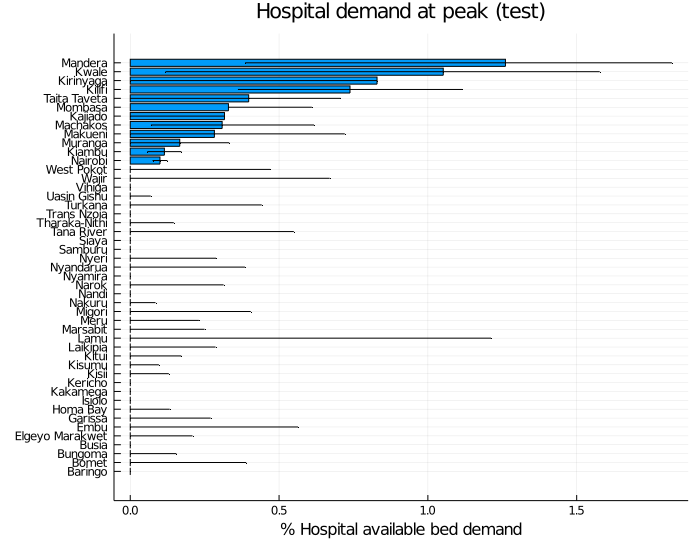 Hospital demand at peak (test)
Mandera
Kwale
Kirinyaga
Kilifi
Taita Taveta
Mombasa
Kajiado
Machakos
Makueni
Muranga
Kiambu
Nairobi
West Pokot
Wajir
Vihiga
Uasin Gishu
Turkana
Trans Nzoia
Tharaka-Nithi
Tana River
Siaya
Samburu
Nyeri
Nyandarua
Nyamira
Narok
Nandi
Nakuru
Migori
Meru
Marsabit
Lamu
Laikipia
Kitui
Kisumu
Kisii
Kericho
Kakamega
Isiolo
Homa Bay
Garissa
Embu
Elgeyo Marakwet
Busia
Bungoma
Bomet
Baringo
0.0 0.5 1.0 1.5
% Hospital available bed demand